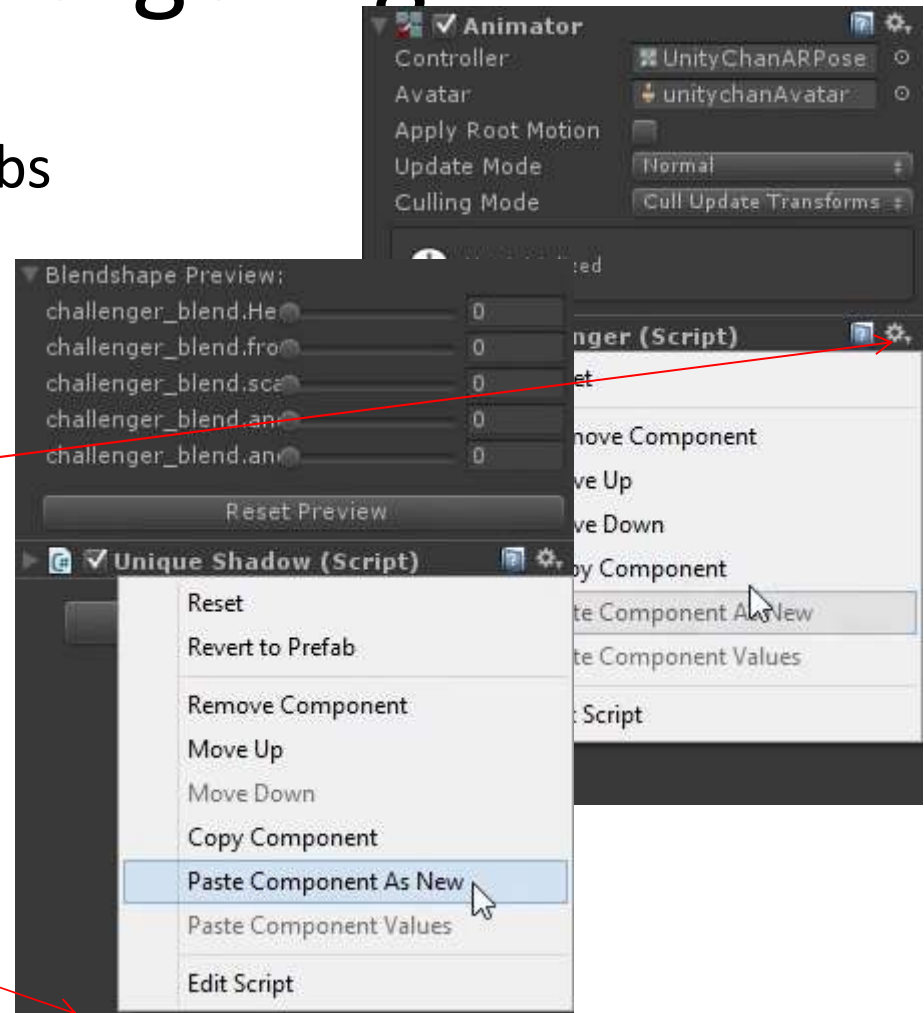 bs
Animator
Controller UnityChanARPose
Avatar unitychanAvatar
Apply Root Motion
Update Mode Normal
Culling Mode Cull Update Transforms
Blendshape Preview:
challenger_blend.He 0
challenger_blend.fro 0
challenger_blend.sca 0
challenger_blend.an 0
challenger_blend.an 0
Reset Preview
Unique Shadow (Script)
Reset
Revert to Prefab
Remove Component
Move Up
Move Down
Copy Component
Paste Component As New
Paste Component Values
Edit Script
nger (Script)
et
nove Component
ve Up
ve Down
py Component
te Component As New
te Component Values
Script